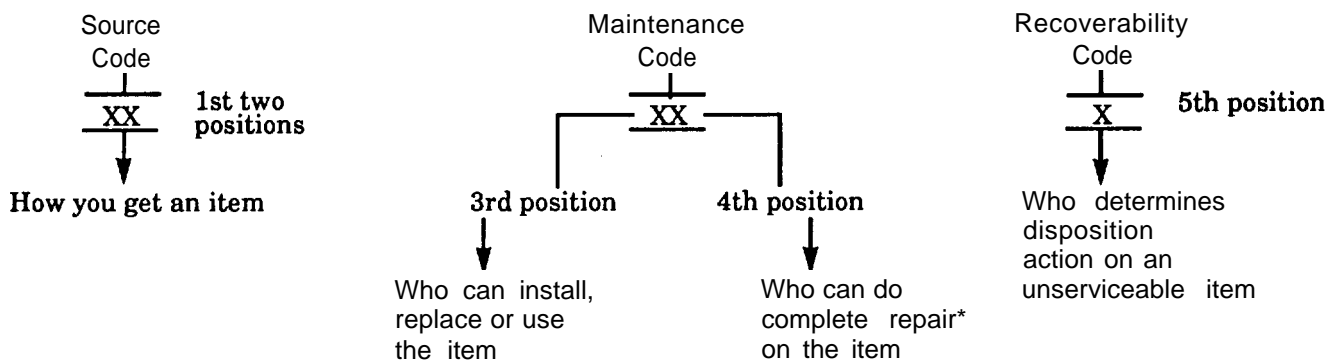 Source
Code
XX
1st two
positions
How you get an item
Maintenance
Code
XX
3rd position
4th position
Who can install,
replace or use
the item
Who can do
complete repair*
on the item
Recoverability
Code
X
5th position
Who determines
disposition
action on an
unserviceable item